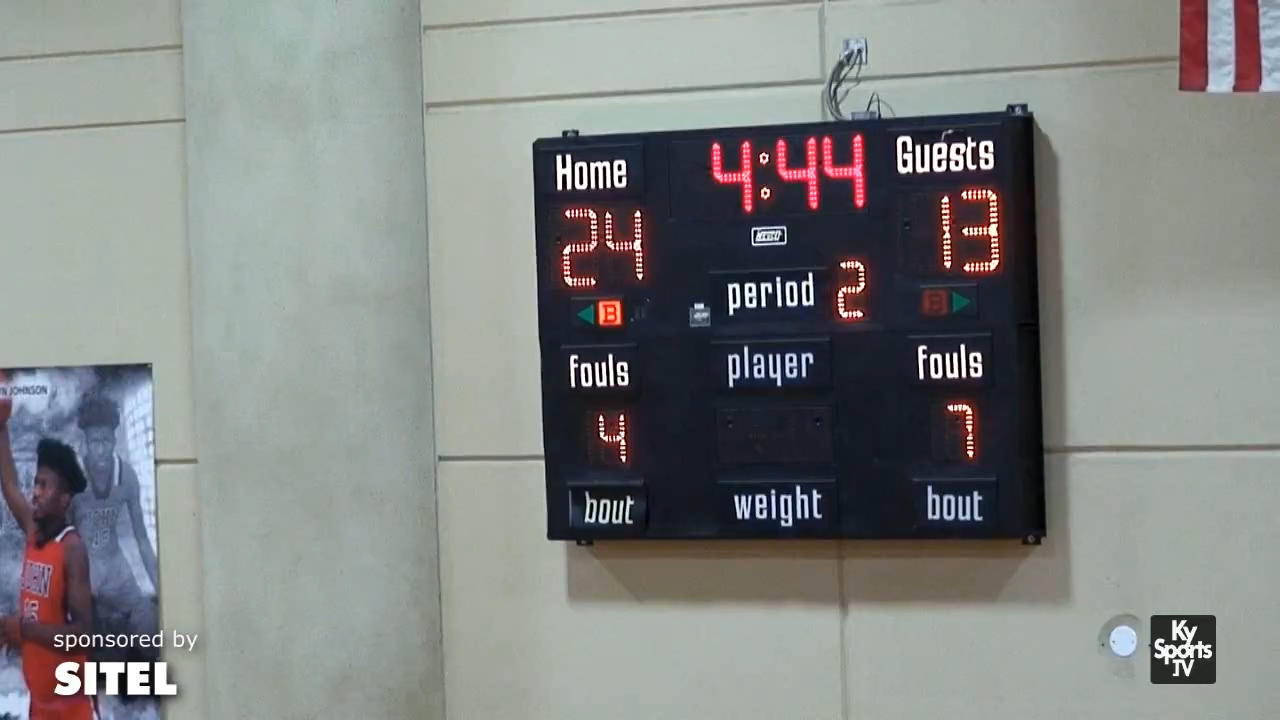 Home 4:44 Guests
24 13
period 2
B B
fouls player fouls
4 7
bout weight bout
N JOHNSON
sponsored by
SITEL
Ky
Sports
TV